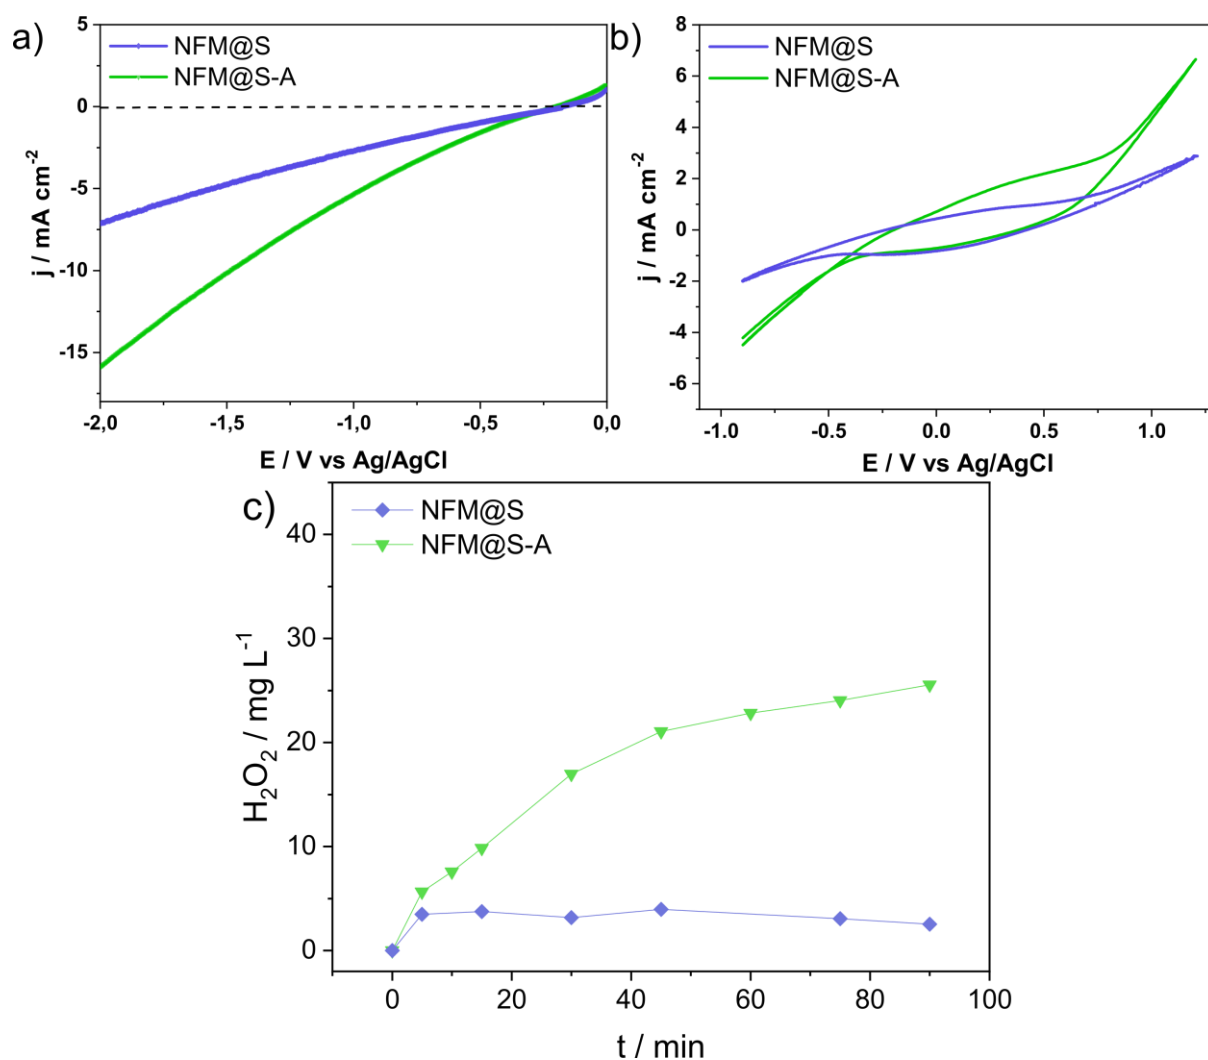 a)
NFM@S
NFM@S-A
5
0
-5
-10
-15
j / mA cm-2
-2,0
-1,5
-1,0
-0,5
0,0
E / V vs Ag/AgCl
b)
NFM@S
NFM@S-A
8
6
4
2
0
-2
-4
-6
j / mA cm-2
-1.0
-0.5
0.0
0.5
1.0
E / V vs Ag/AgCl
c)
NFM@S
NFM@S-A
40
30
20
10
0
H2O2 / mg L-1
0
20
40
60
80
100
t / min